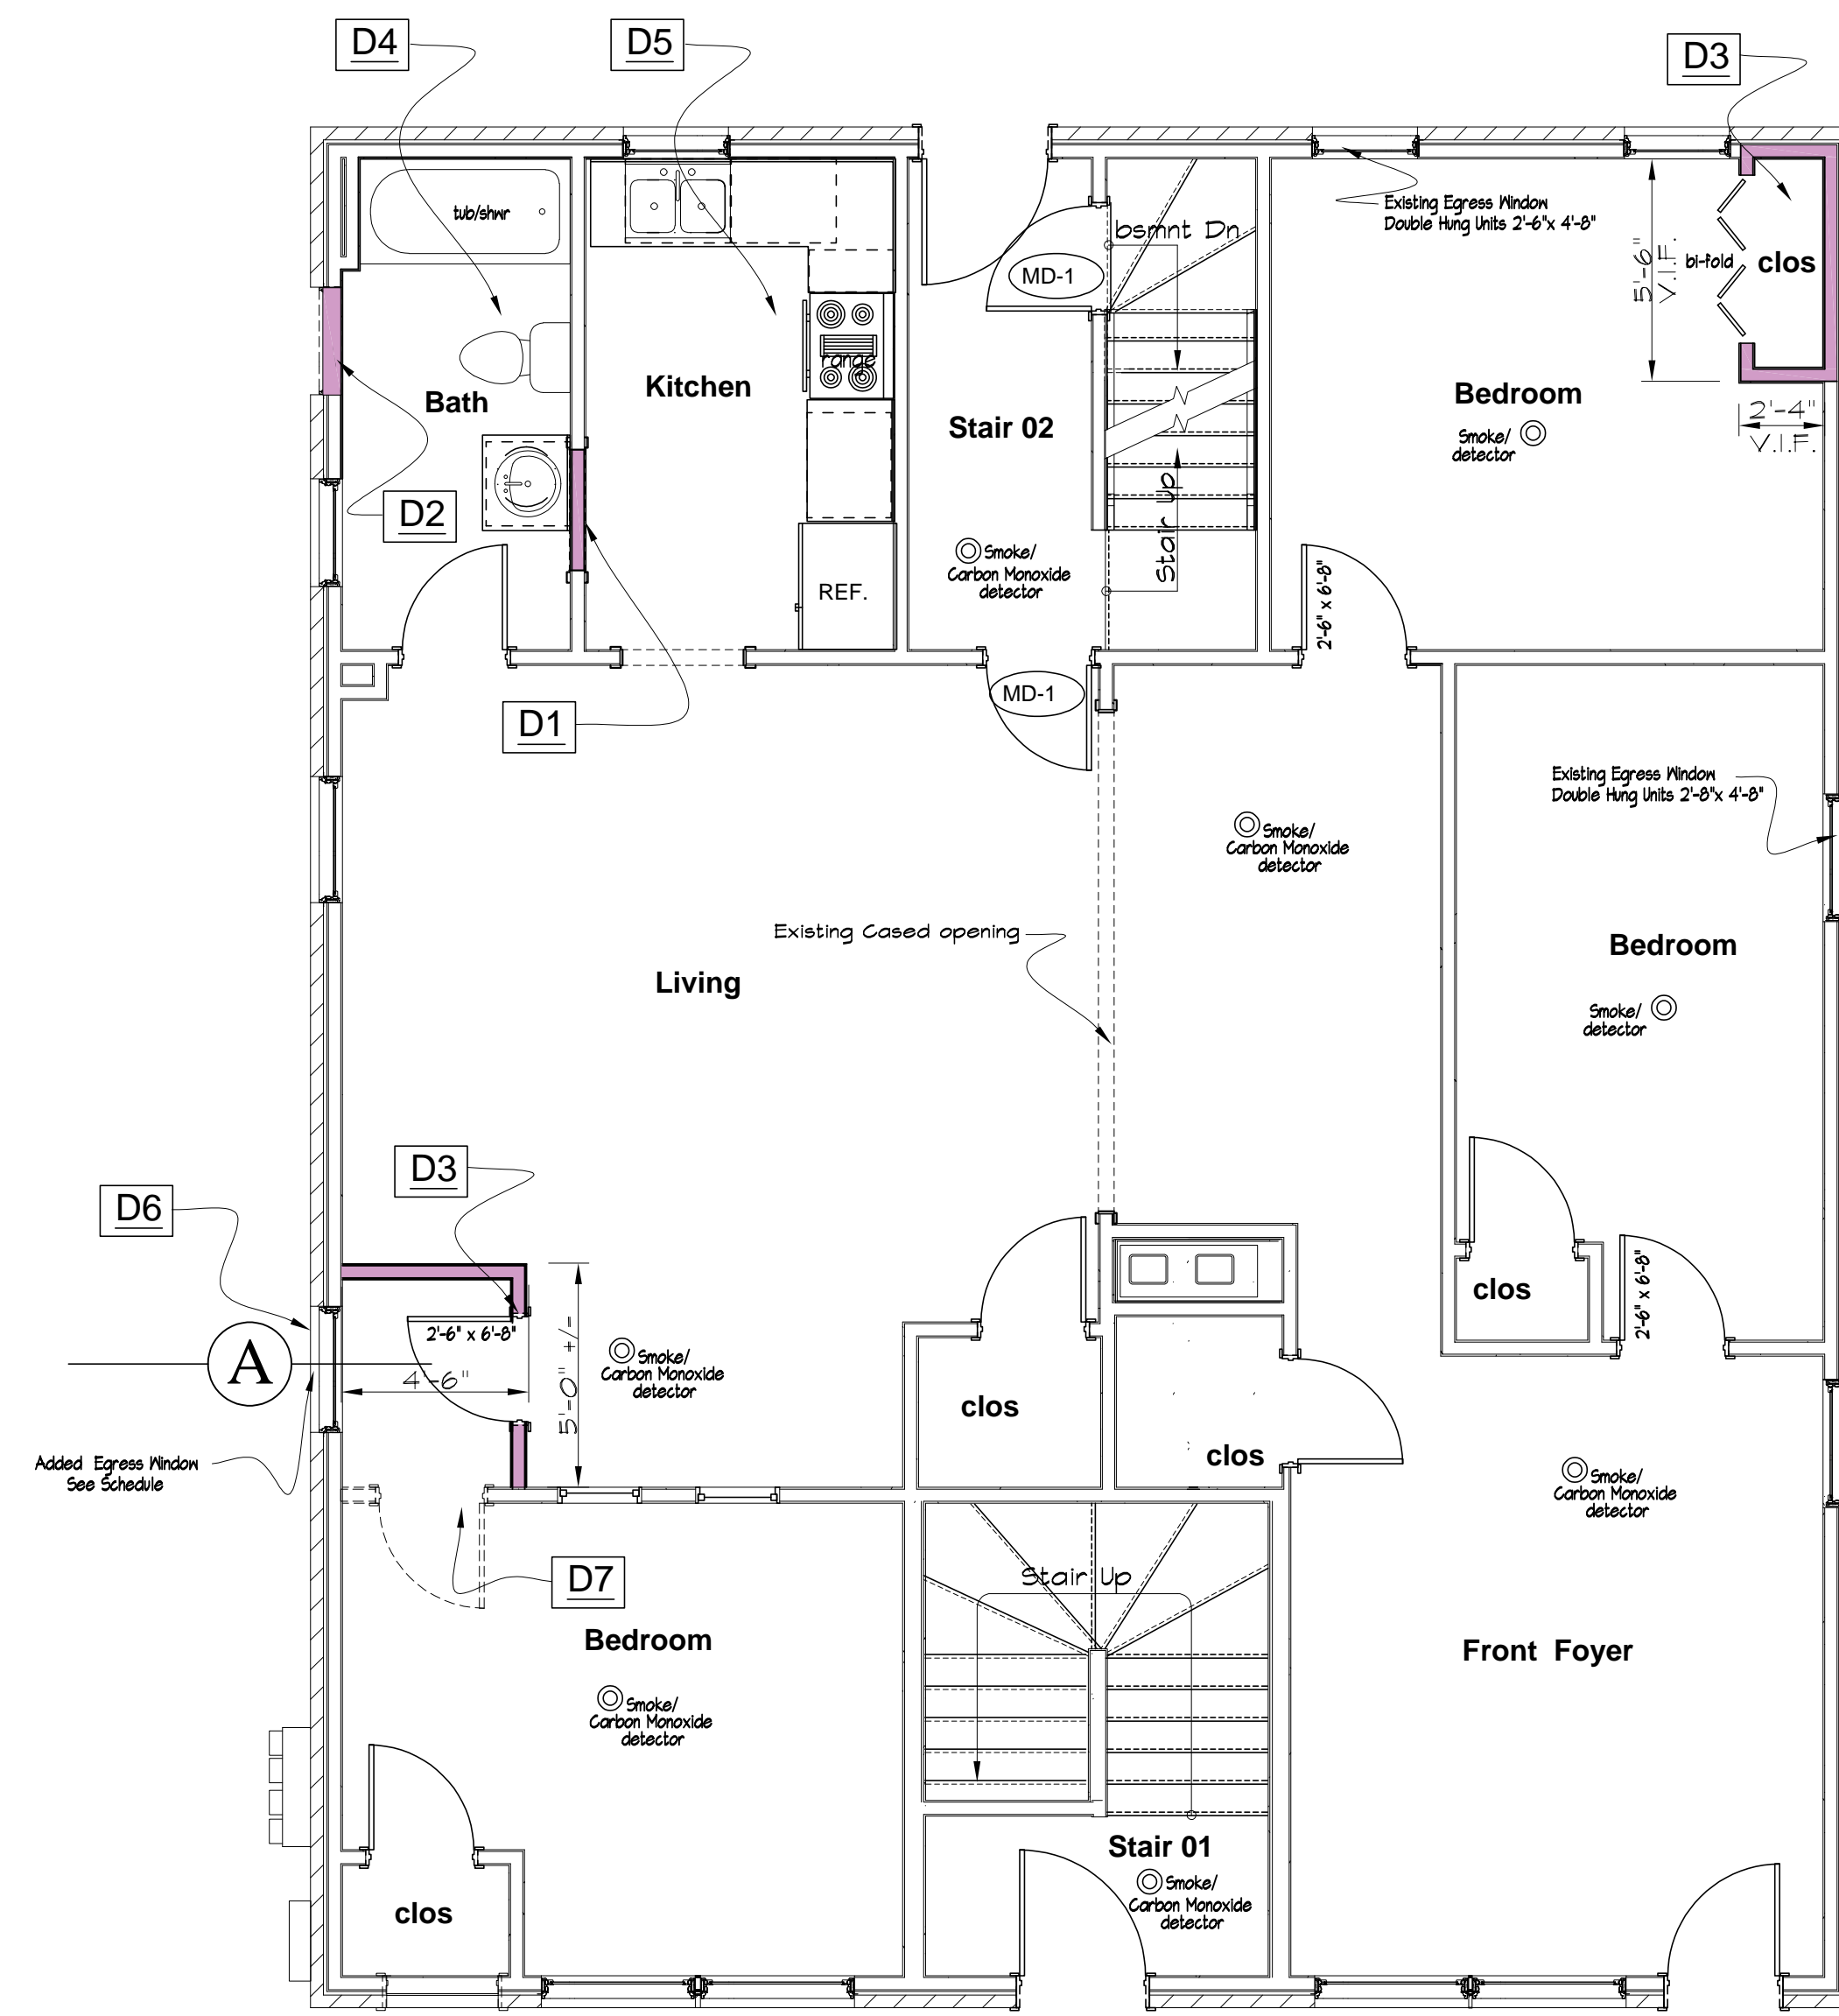 D4
D5
D3
tub/shwr
Existing Egress Window
Double Hung Units 2'-6"x 4'-8"
bsmnt Dn
MD-1
5'-6"
V.I.F.
bi-fold
clos
range
Bath
Kitchen
Stair 02
Bedroom
Smoke/
detector
2'-4"
V.I.F.
D2
Stair up
Smoke/
Carbon Monoxide
detector
REF.
2'-6" x 6'-8"
MD-1
D1
Existing Egress Window
Double Hung Units 2'-8"x 4'-8"
Smoke/
Carbon Monoxide
detector
Existing Cased opening
Living
Bedroom
Smoke/
detector
D3
D6
2'-6" x 6'-8"
4'-6"
5'-0" +/-
A
Smoke/
Carbon Monoxide
detector
clos
2'-6" x 6'-8"
clos
clos
Added Egress Window
See Schedule
Smoke/
Carbon Monoxide
detector
D7
Stair Up
Bedroom
Front Foyer
Smoke/
Carbon Monoxide
detector
Stair 01
Smoke/
Carbon Monoxide
detector
clos